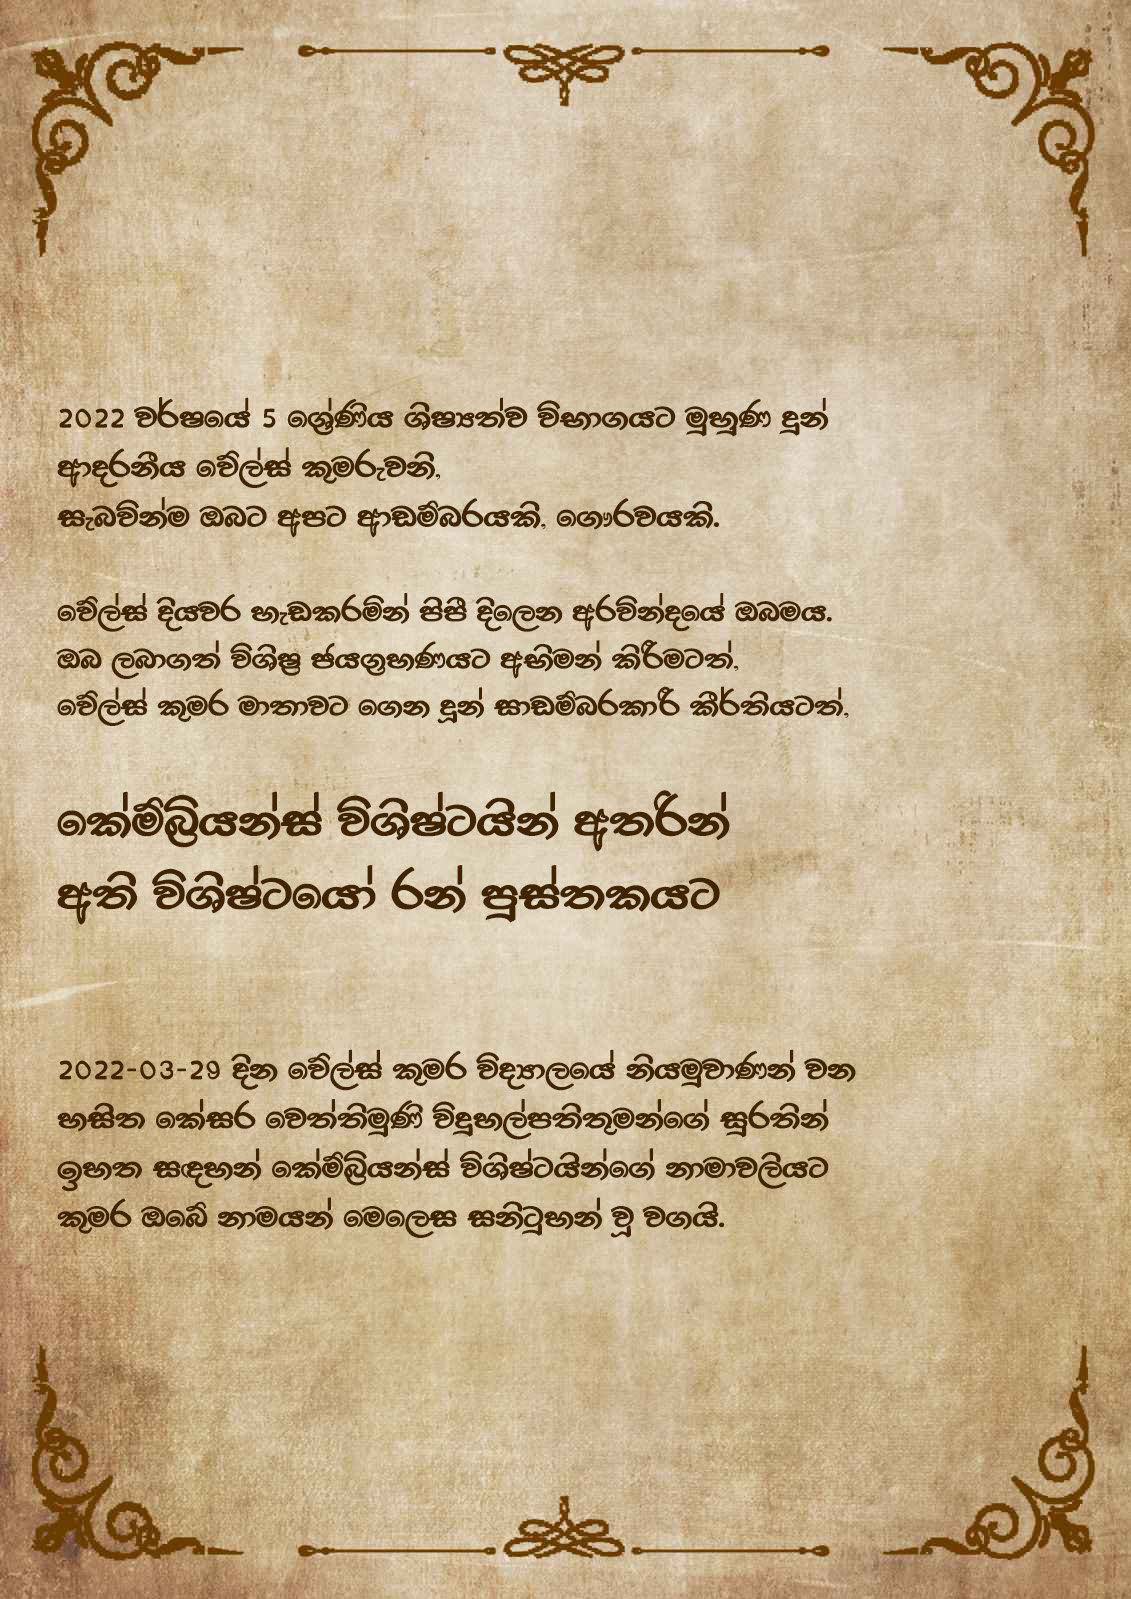 2022 වර්ෂයේ 5 ශ්‍රේණිය ශිෂ්‍යත්ව විභාගයට මුහුණ දුන්
ආදරනීය වේල්ස් කුමරුවනි,
සැබවින්ම ඔබට අපට ආඩම්බරයකි, ගෞරවයකි.
වේල්ස් දියවර හැඩකරමින් පිපී දිලෙන අරවින්දයේ ඔබමය.
ඔබ ලබාගත් විශිෂ්‍ර ජයග්‍රහණයට අභිමන් කිරීමටත්,
වේල්ස් කුමර මාතාවට ගෙන දුන් සාඩම්බරකාරී කීර්තියටත්,
කේම්බ්‍රියන්ස් විශිෂ්ටයින් අතරින්
අති විශිෂ්ටයෝ රන් පුස්තකයට
2022-03-29 දින වේල්ස් කුමර විද්‍යාලයේ නියමුවාණන් වන
හසිත කේසර වෙත්තිමුණි විදුහල්පතිතුමන්ගේ සුරතින්
ඉහත සඳහන් කේම්බ්‍රියන්ස් විශිෂ්ටයින්ගේ නාමාවලියට
කුමර ඔබේ නාමයන් මෙලෙස සනිටුහන් වූ වගයි.